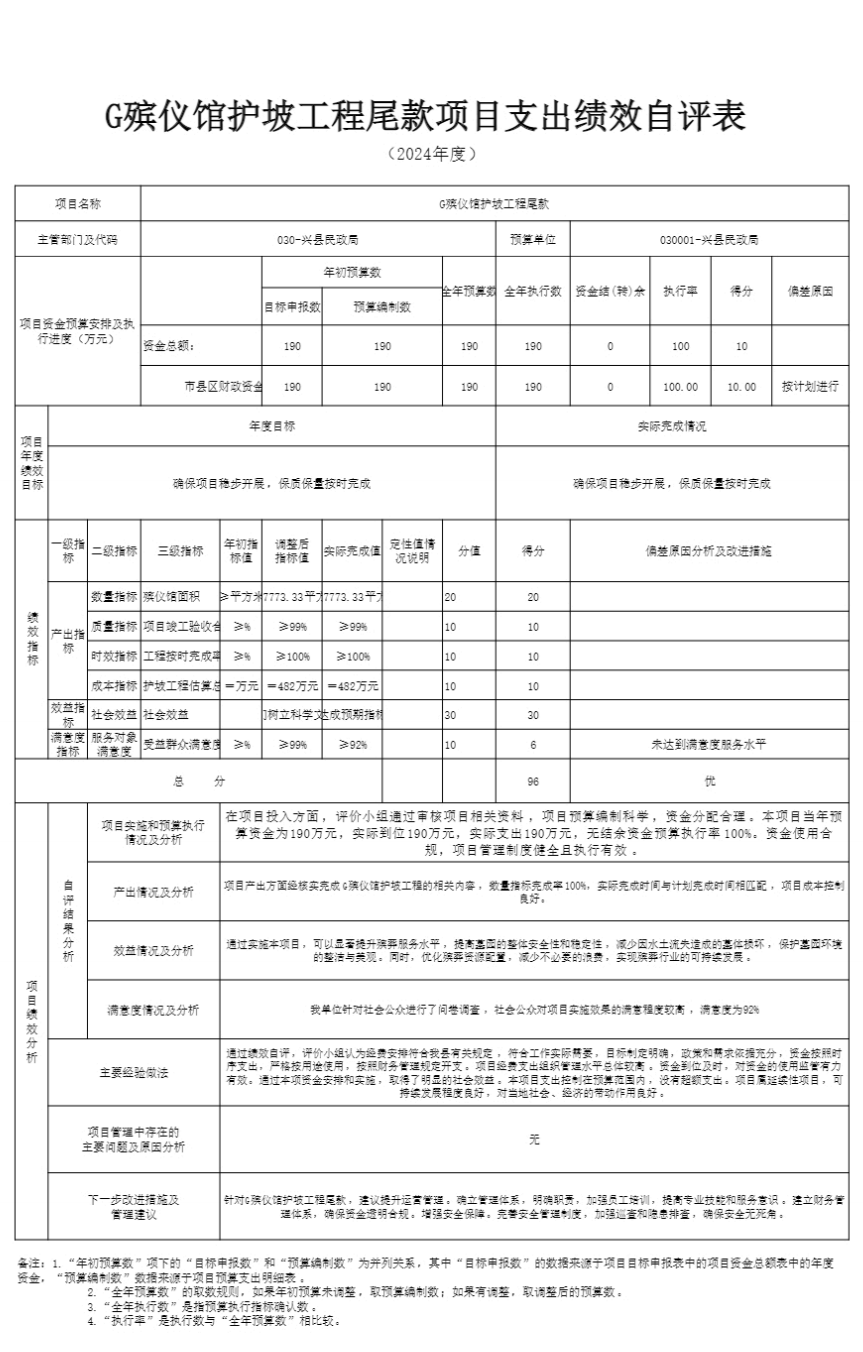 G殡仪馆护坡工程尾款项目支出绩效自评表
（2024年度）
项目名称 G殡仪馆护坡工程尾款
主管部门及代码 030-兴县民政局 预算单位 030001-兴县民政局
项目资金预算安排及执
行进度（万元）
年初预算数 全年预算数 全年执行数 资金结(转)余 执行率 得分 偏差原因
目标申报数 预算编制数
资金总额： 190 190 190 190 0 100 10
市县区财政资金 190 190 190 190 0 100.00 10.00 按计划进行
项目
年度
绩效
目标
年度目标 实际完成情况
确保项目稳步开展，保质保量按时完成 确保项目稳步开展，保质保量按时完成
绩
效
指
标
一级指
标
二级指标 三级指标
年初指
标值
调整后
指标值
实际完成值
定性值情
况说明
分值 得分 偏差原因分析及改进措施
产出指
标
数量指标 殡仪馆面积 ≥平方米 7773.33平方 7773.33平方 20 20
质量指标 项目竣工验收合 ≥% ≥99% ≥99% 10 10
时效指标 工程按时完成率 ≥% ≥100% ≥100% 10 10
成本指标 护坡工程估算总 ＝万元 ＝482万元 ＝482万元 10 10
效益指
标
社会效益 社会效益 树立科学文 达成预期指标 30 30
满意度
指标
服务对象
满意度
受益群众满意度 ≥% ≥99% ≥92% 10 6 未达到满意度服务水平
总 分 96 优
项
目
绩
效
分
析
自
评
结
果
分
析
项目实施和预算执行
情况及分析
在项目投入方面，评价小组通过审核项目相关资料，项目预算编制科学，资金分配合理。本项目当年预
算资金为190万元，实际到位190万元，实际支出190万元，无结余资金预算执行率 100%。资金使用合
规，项目管理制度健全且执行有效。
产出情况及分析
项目产出方面经核实完成G殡仪馆护坡工程的相关内容，数量指标完成率100%，实际完成时间与计划完成时间相匹配，项目成本控制
良好。
效益情况及分析
通过实施本项目，可以显著提升殡葬服务水平，提高墓园的整体安全性和稳定性，减少因水土流失造成的墓体损坏，保护墓园环境
的整洁与美观。同时，优化殡葬资源配置，减少不必要的浪费，实现殡葬行业的可持续发展。
满意度情况及分析
我单位针对社会公众进行了问卷调查，社会公众对项目实施效果的满意程度较高，满意度为92%
主要经验做法
通过绩效自评，评价小组认为经费安排符合我县有关规定，符合工作实际需要，目标制定明确，政策和需求依据充分，资金按照时
序支出，严格按用途使用，按照财务管理规定开支。项目经费支出组织管理水平总体较高。资金到位及时，对资金的使用监管有力
有效。通过本项资金安排和实施，取得了明显的社会效益。本项目支出控制在预算范围内，没有超额支出。项目属延续性项目，可
持续发展程度良好，对当地社会、经济的带动作用良好。
项目管理中存在的
主要问题及原因分析
无
下一步改进措施及
管理建议
针对G殡仪馆护坡工程尾款，建议提升运营管理。确立管理体系，明确职责，加强员工培训，提高专业技能和服务意识。建立财务管
理体系，确保资金透明合规。增强安全保障。完善安全管理制度，加强巡查和隐患排查，确保安全无死角。
备注：1.“年初预算数”项下的“目标申报数”和“预算编制数”为并列关系，其中“目标申报数”的数据来源于项目目标申报表中的项目资金总额表中的年度
资金，“预算编制数”数据来源于项目预算支出明细表。
2.“全年预算数”的取数规则，如果年初预算未调整，取预算编制数；如果有调整，取调整后的预算数。
3.“全年执行数”是指预算执行指标确认数。
4.“执行率”是执行数与“全年预算数”相比较。